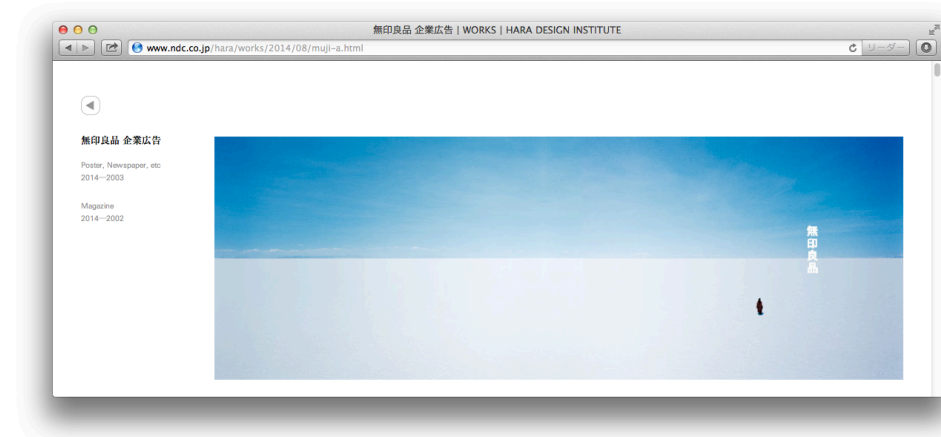 無印良品 企業広告 | WORKS | HARA DESIGN INSTITUTE
www.ndc.co.jp/hara/works/2014/08/muji-a.html
リーダー
無印良品 企業広告
Poster, Newspaper, etc
2014—2003
Magazine
2014—2002
無印良品